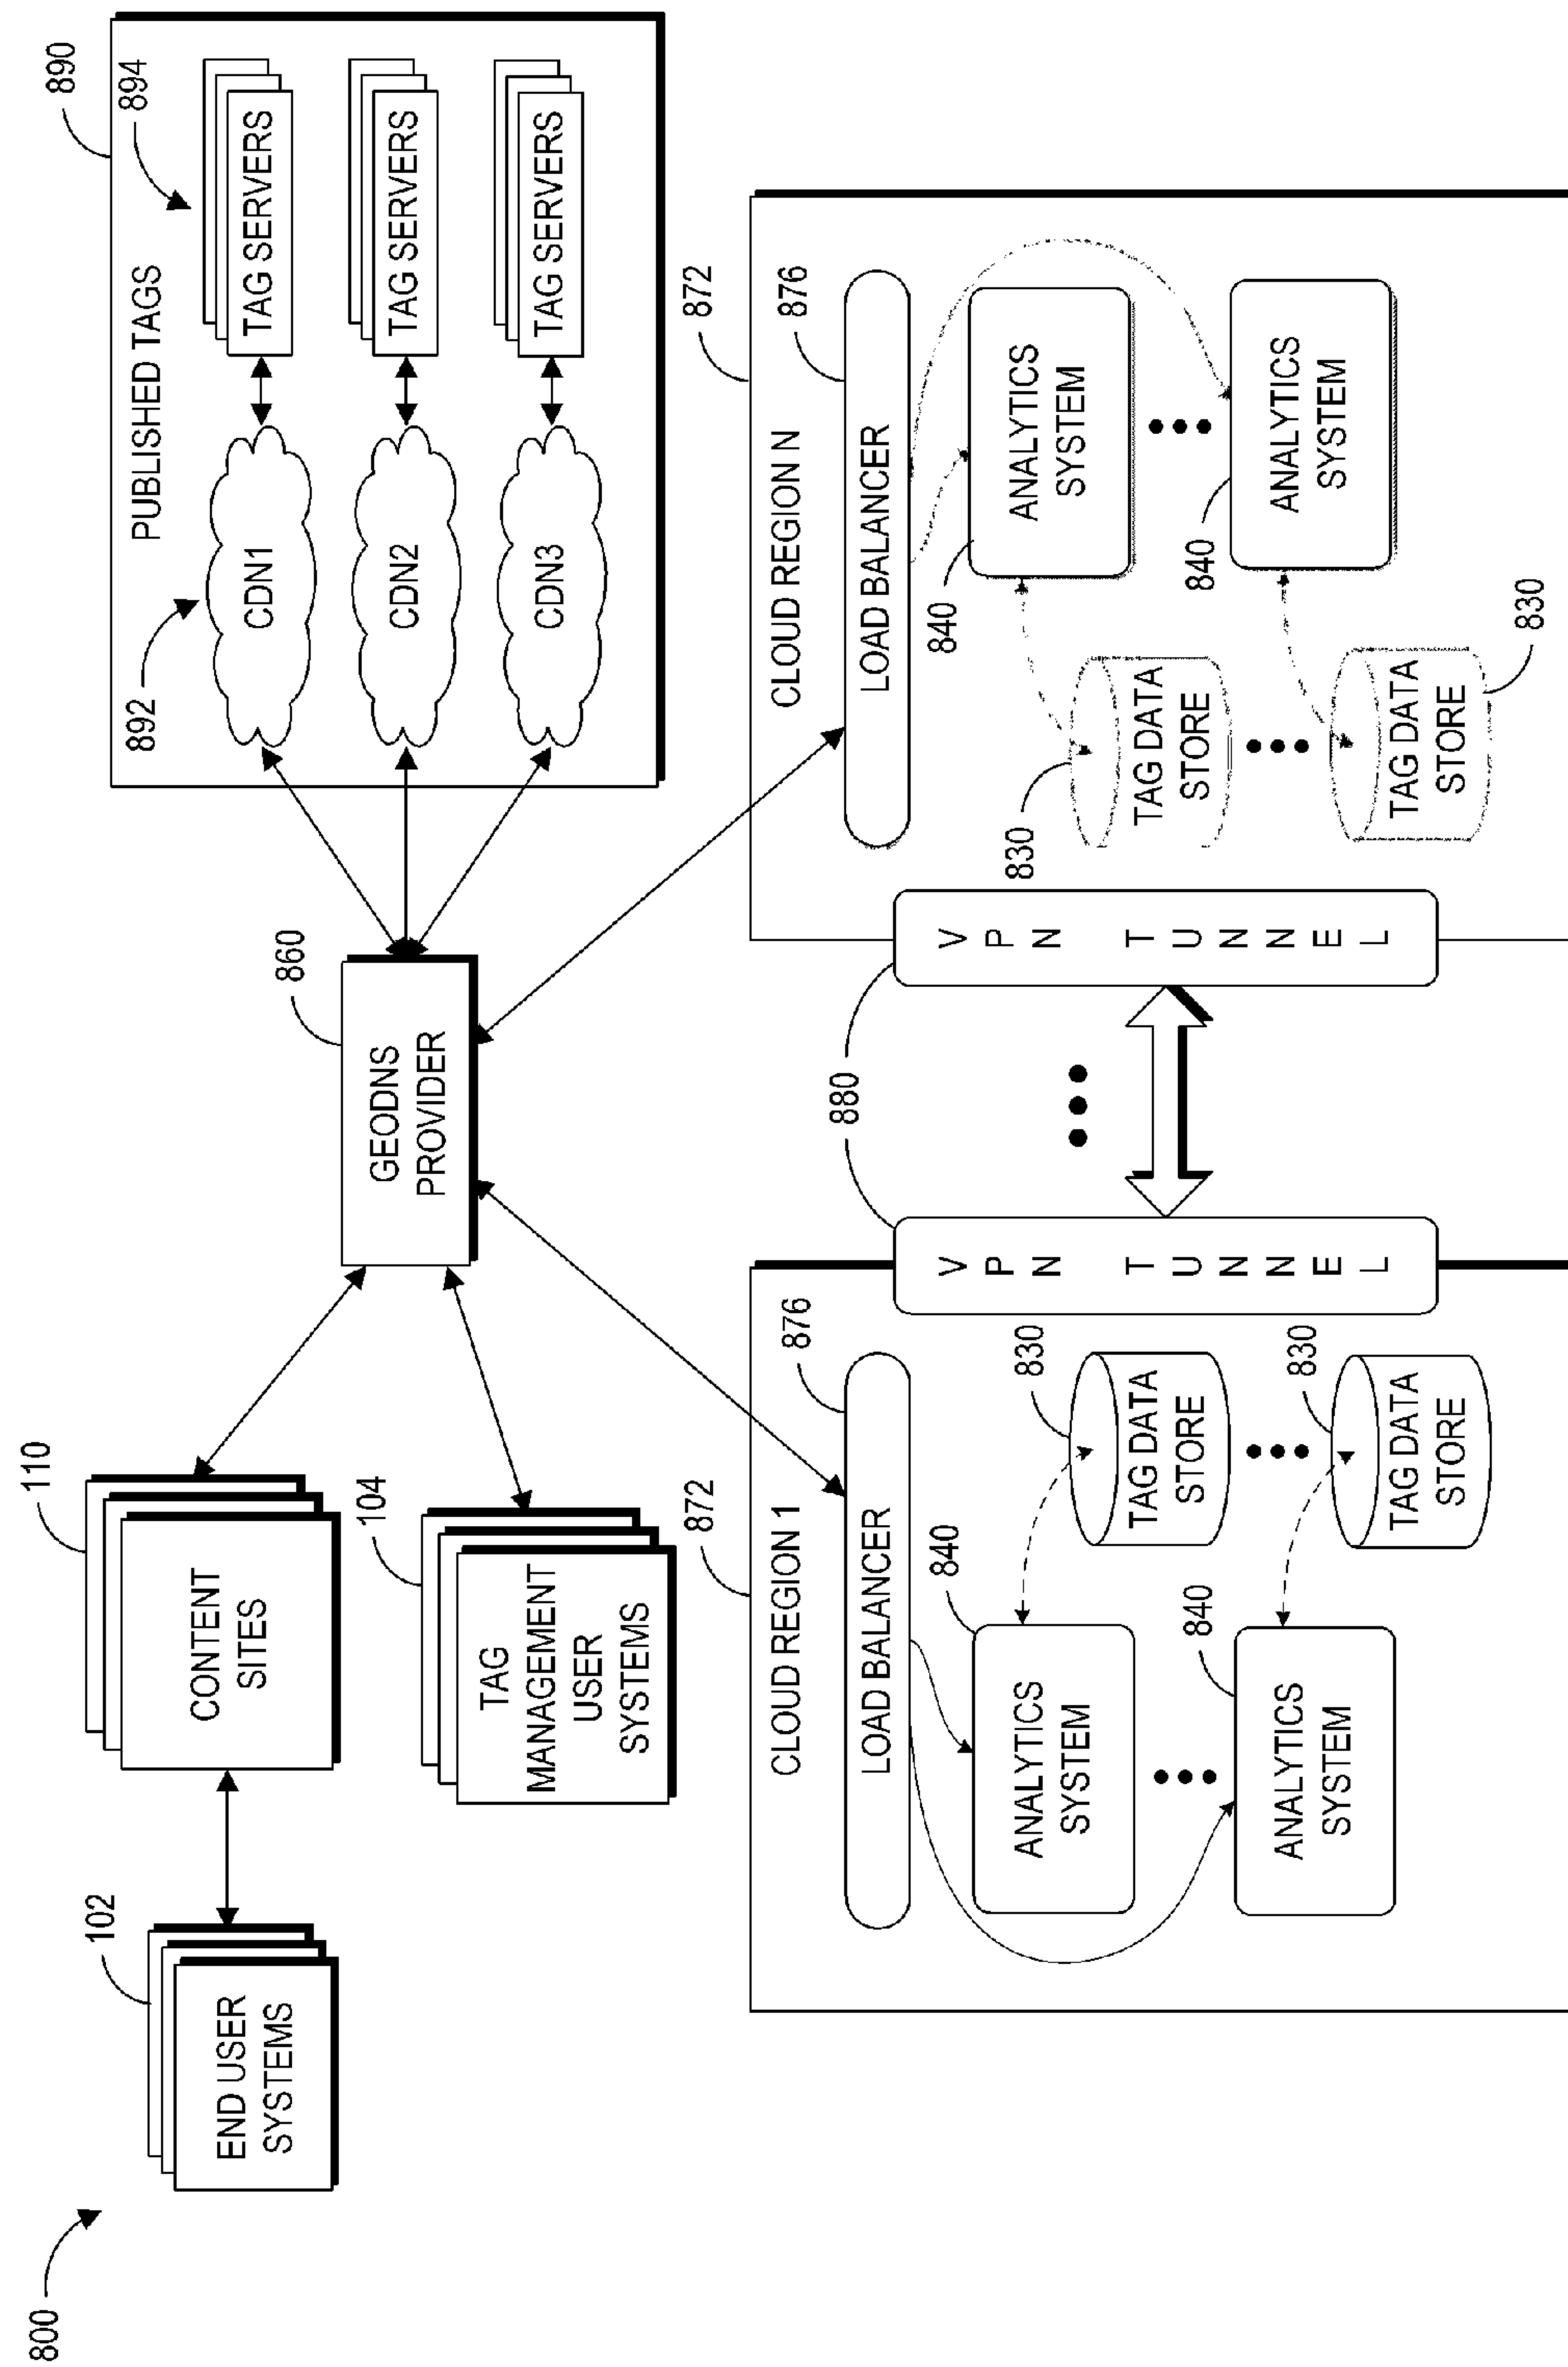 800
102
END USER
SYSTEMS
110
CONTENT
SITES
104
TAG
MANAGEMENT
USER
SYSTEMS
860
GEODNS
PROVIDER
890
PUBLISHED TAGS
892
894
CDN1
TAG SERVERS
CDN2
TAG SERVERS
CDN3
TAG SERVERS
872
CLOUD REGION 1
876
LOAD BALANCER
840
ANALYTICS
SYSTEM
830
TAG DATA
STORE
840
ANALYTICS
SYSTEM
830
TAG DATA
STORE
880
VPN TUNNEL
VPN TUNNEL
872
CLOUD REGION N
876
LOAD BALANCER
830
TAG DATA
STORE
840
ANALYTICS
SYSTEM
TAG DATA
STORE
830
840
ANALYTICS
SYSTEM